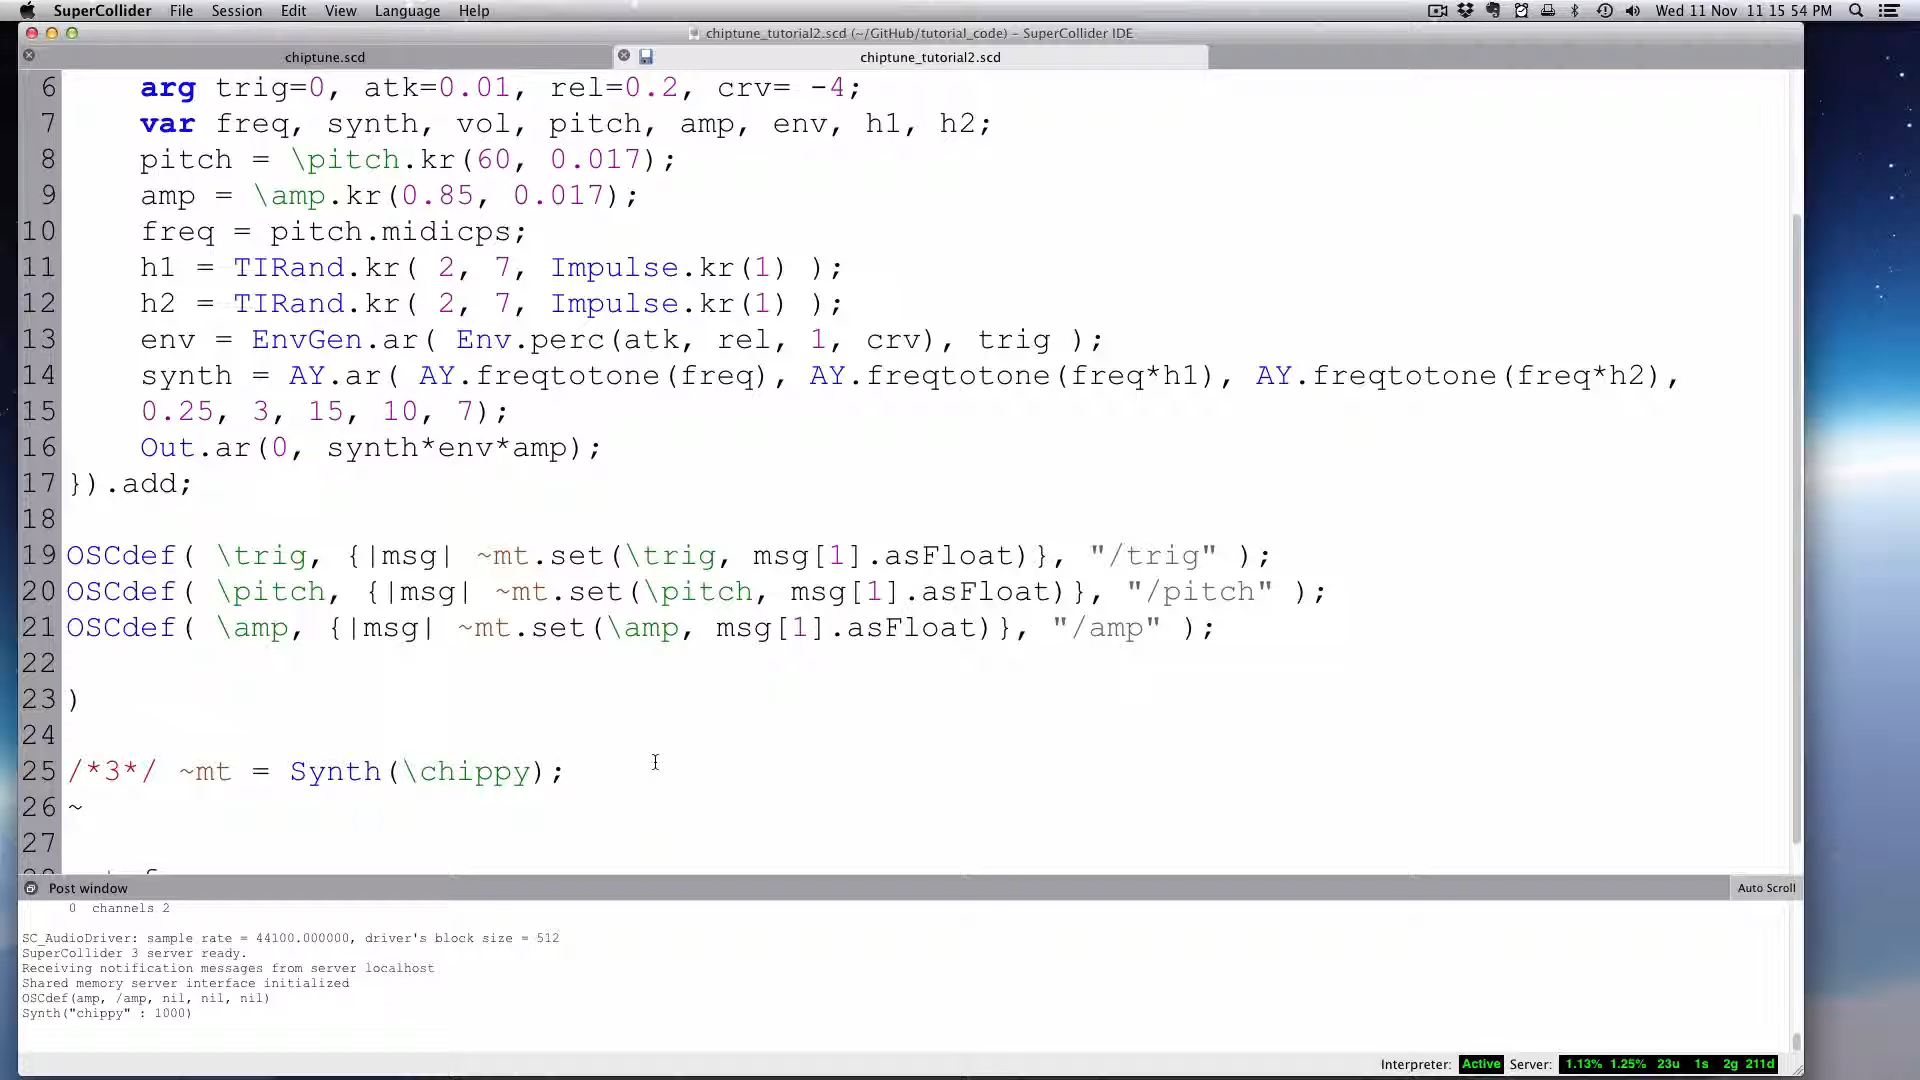 SuperCollider File Session Edit View Language Help Wed 11 Nov 11 15 54 PM
chiptune_tutorial2.scd (~/GitHub/tutorial_code) - SuperCollider IDE
chiptune.scd chiptune_tutorial2.scd
6 arg trig=0, atk=0.01, rel=0.2, crv= -4;
7 var freq, synth, vol, pitch, amp, env, h1, h2;
8 pitch = \pitch.kr(60, 0.017);
9 amp = \amp.kr(0.85, 0.017);
10 freq = pitch.midicps;
11 h1 = TIRand.kr( 2, 7, Impulse.kr(1) );
12 h2 = TIRand.kr( 2, 7, Impulse.kr(1) );
13 env = EnvGen.ar( Env.perc(atk, rel, 1, crv), trig );
14 synth = AY.ar( AY.freqtotone(freq), AY.freqtotone(freq*h1), AY.freqtotone(freq*h2),
15 0.25, 3, 15, 10, 7);
16 Out.ar(0, synth*env*amp);
17 }).add;
18
19 OSCdef( \trig, {|msg| ~mt.set(\trig, msg[1].asFloat)}, "/trig" );
20 OSCdef( \pitch, {|msg| ~mt.set(\pitch, msg[1].asFloat)}, "/pitch" );
21 OSCdef( \amp, {|msg| ~mt.set(\amp, msg[1].asFloat)}, "/amp" );
22
23 )
24
25 /*3*/ ~mt = Synth(\chippy);
26 ~
27
Post window Auto Scroll
0 channels 2
SC_AudioDriver: sample rate = 44100.000000, driver's block size = 512
SuperCollider 3 server ready.
Receiving notification messages from server localhost
Shared memory server interface initialized
OSCdef(amp, /amp, nil, nil, nil)
Synth("chippy" : 1000)
Interpreter: Active Server: 1.13% 1.25% 23u 1s 2g 211d